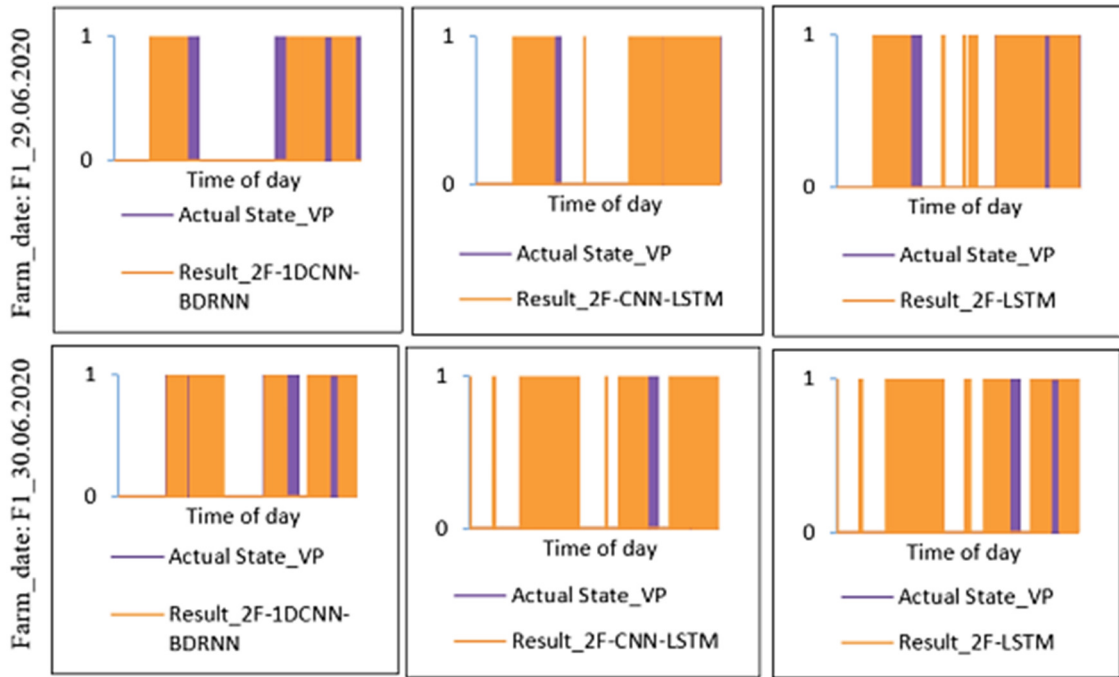 Farm_date: F1_29.06.2020
1
0
Time of day
Actual State_VP
Result_2F-1DCNN-
BDRNN
1
0
Time of day
Actual State_VP
Result_2F-CNN-LSTM
1
0
Time of day
Actual State_VP
Result_2F-LSTM
Farm_date: F1_30.06.2020
1
0
Time of day
Actual State_VP
Result_2F-1DCNN-
BDRNN
1
0
Time of day
Actual State_VP
Result_2F-CNN-LSTM
1
0
Time of day
Actual State_VP
Result_2F-LSTM